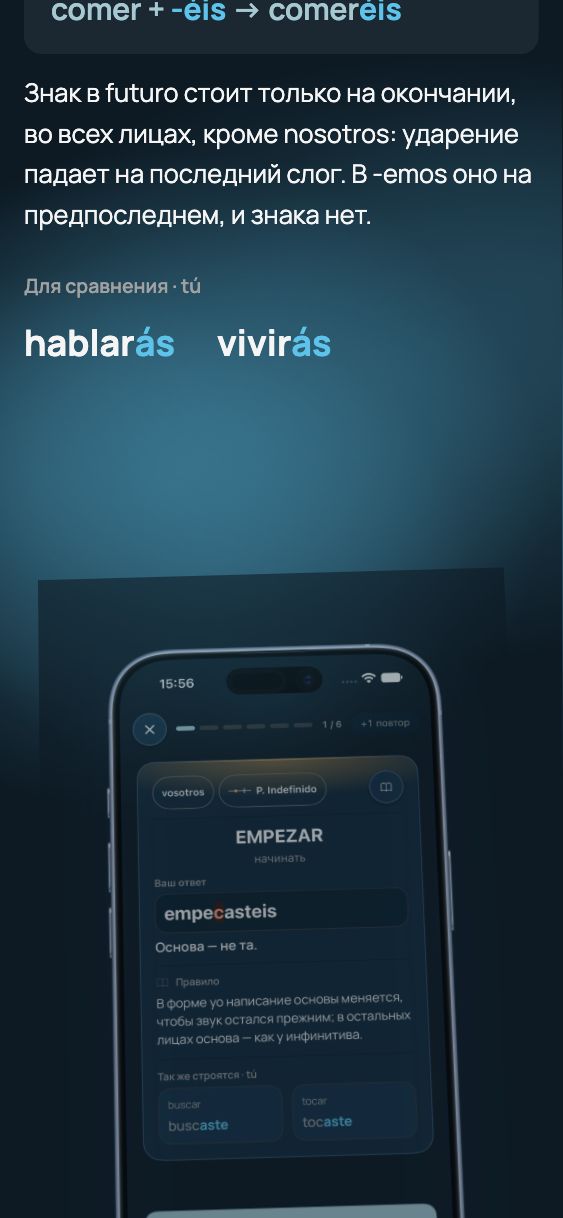 comer + -éis → comeréis
Знак в futuro стоит только на окончании,
во всех лицах, кроме nosotros: ударение
падает на последний слог. В -emos оно на
предпоследнем, и знака нет.
Для сравнения · tú
hablarás vivirás
15:56
1 / 6 +1 повтор
vosotros P. Indefinido
EMPEZAR
начинать
Ваш ответ
empecasteis
Основа — не та.
Правило
В форме yo написание основы меняется,
чтобы звук остался прежним; в остальных
лицах основа — как у инфинитива.
Так же строятся · tú
buscar tocar
buscaste tocaste